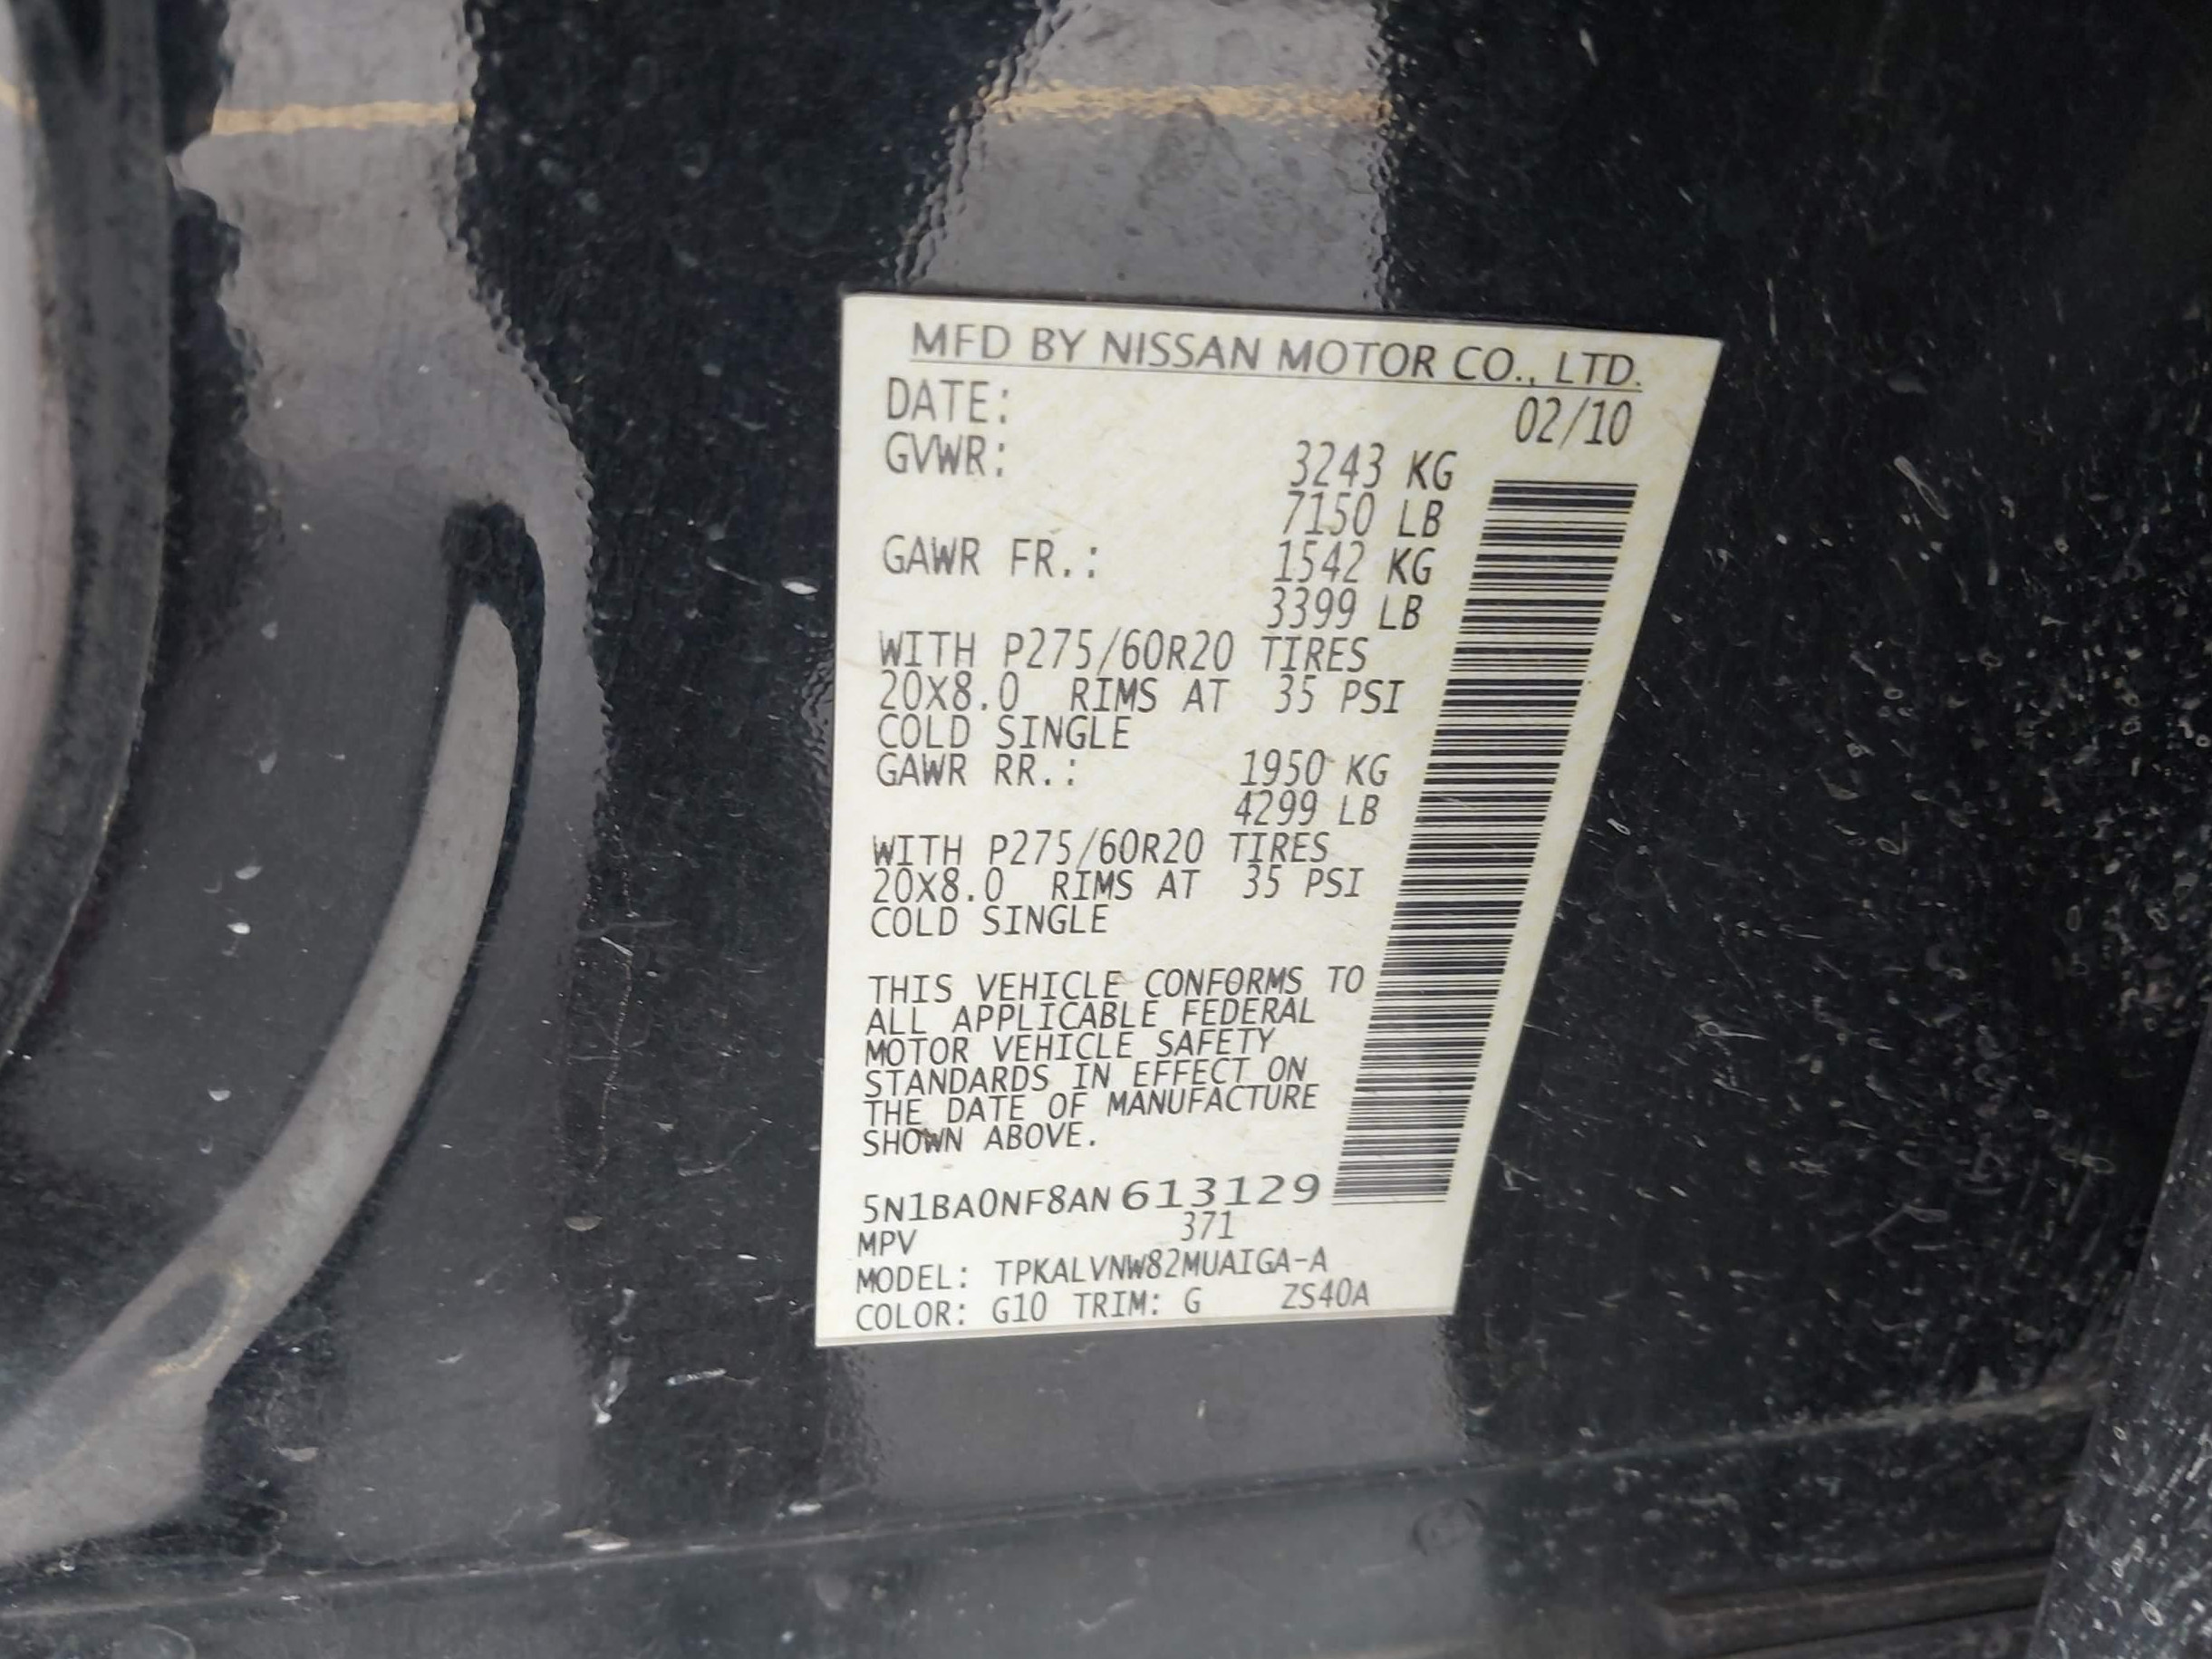 MFD BY NISSAN MOTOR CO., LTD.
DATE: 02/10
GVWR: 3243 KG
7150 LB
GAWR FR.: 1542 KG
3399 LB
WITH P275/60R20 TIRES
20X8.0 RIMS AT 35 PSI
COLD SINGLE
GAWR RR.: 1950 KG
4299 LB
WITH P275/60R20 TIRES
20X8.0 RIMS AT 35 PSI
COLD SINGLE
THIS VEHICLE CONFORMS TO
ALL APPLICABLE FEDERAL
MOTOR VEHICLE SAFETY
STANDARDS IN EFFECT ON
THE DATE OF MANUFACTURE
SHOWN ABOVE.
5N1BA0NF8AN613129
MPV 371
MODEL: TPKALVNW82MUAIGA-A
COLOR: G10 TRIM: G ZS40A